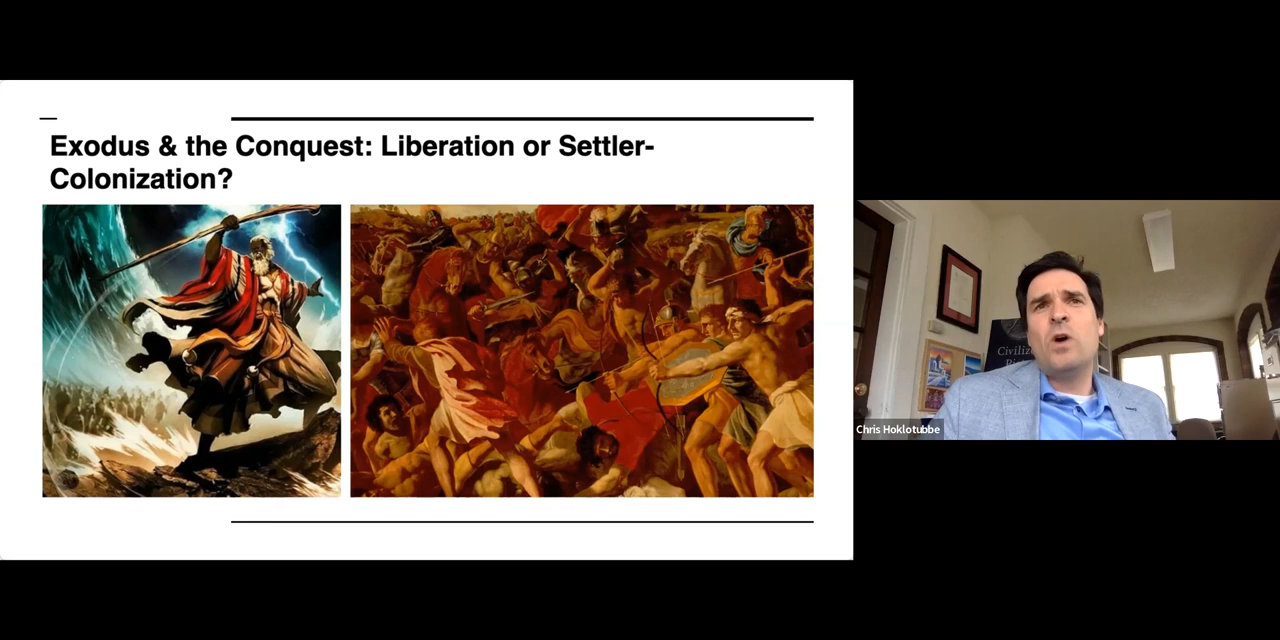 Exodus & the Conquest: Liberation or Settler-
Colonization?
Chris Hoklotubbe